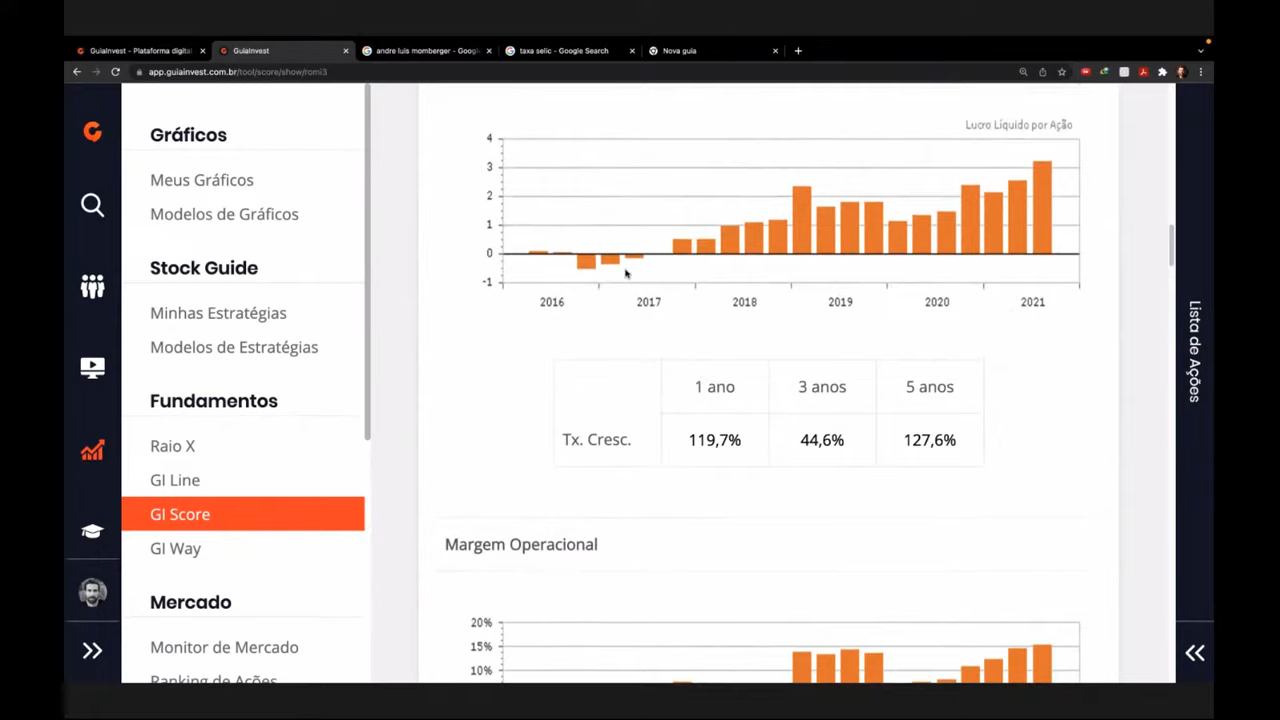 GuiaInvest - Plataforma digital
GuiaInvest
andre luis momberger - Goog
taxa selic - Google Search
Nova guia
app.guiainvest.com.br/tool/score/show/romi3
Gráficos
Meus Gráficos
Modelos de Gráficos
Stock Guide
Minhas Estratégias
Modelos de Estratégias
Fundamentos
Raio X
GI Line
GI Score
GI Way
Mercado
Monitor de Mercado
Ranking de Ações
Lucro Líquido por Ação
4
3
2
1
0
-1
2016 2017 2018 2019 2020 2021
1 ano 3 anos 5 anos
Tx. Cresc. 119,7% 44,6% 127,6%
Margem Operacional
20%
15%
10%
Lista de Ações